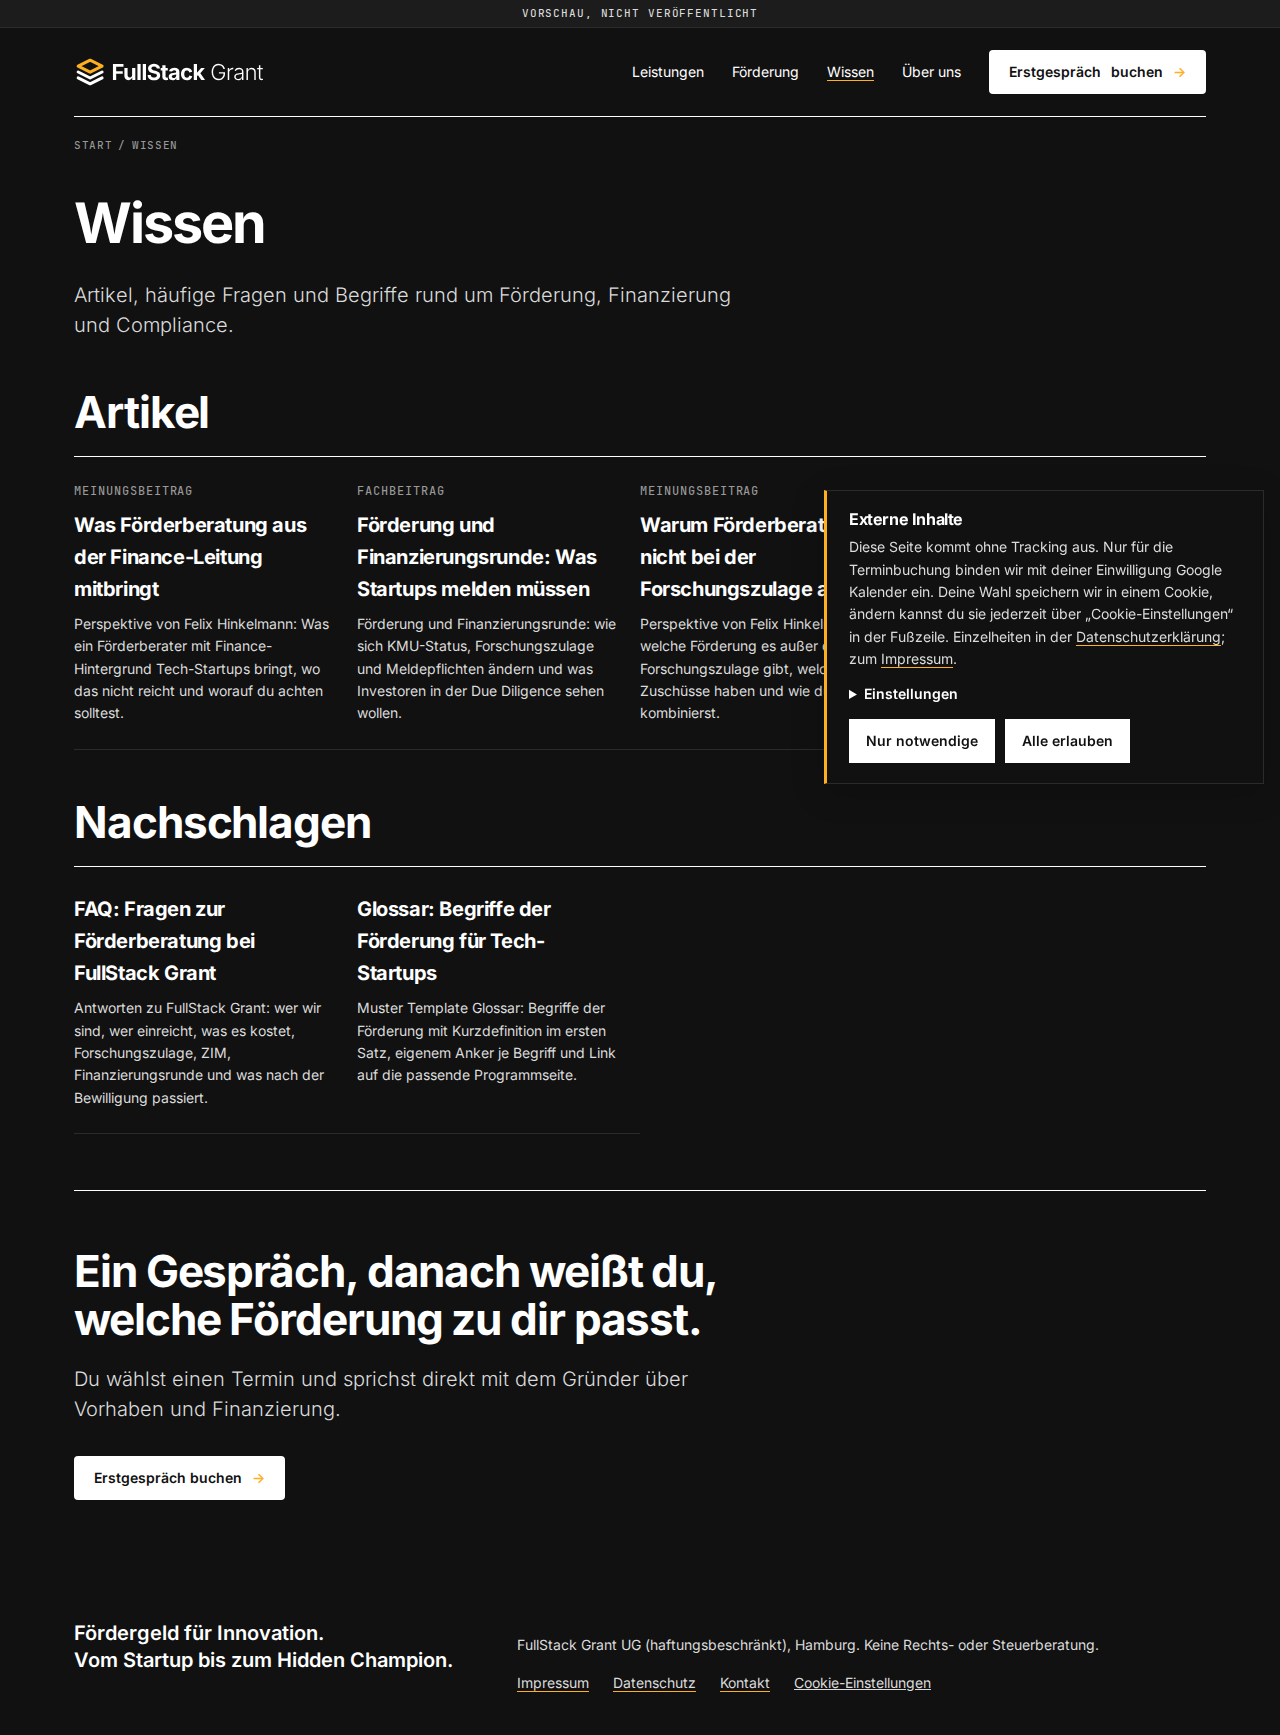 VORSCHAU, NICHT VERÖFFENTLICHT
FullStack Grant
Leistungen
Förderung
Wissen
Über uns
Erstgespräch buchen →
START / WISSEN
Wissen
Artikel, häufige Fragen und Begriffe rund um Förderung, Finanzierung
und Compliance.
Artikel
MEINUNGSBEITRAG
Was Förderberatung aus
der Finance-Leitung
mitbringt
Perspektive von Felix Hinkelmann: Was
ein Förderberater mit Finance-
Hintergrund Tech-Startups bringt, wo
das nicht reicht und worauf du achten
solltest.
FACHBEITRAG
Förderung und
Finanzierungsrunde: Was
Startups melden müssen
Förderung und Finanzierungsrunde: wie
sich KMU-Status, Forschungszulage
und Meldepflichten ändern und was
Investoren in der Due Diligence sehen
wollen.
MEINUNGSBEITRAG
Warum
nicht bei der
Forschungszulage
Perspektive von Felix
welche Förderung es außer
Forschungszulage gibt,
Zuschüsse haben und wie
kombinierst.
Externe Inhalte
Diese Seite kommt ohne Tracking aus. Nur für die
Terminbuchung binden wir mit deiner Einwilligung Google
Kalender ein. Deine Wahl speichern wir in einem Cookie,
ändern kannst du sie jederzeit über „Cookie-Einstellungen“
in der Fußzeile. Einzelheiten in der Datenschutzerklärung;
zum Impressum.
Einstellungen
Nur notwendige
Alle erlauben
Nachschlagen
FAQ: Fragen zur
Förderberatung bei
FullStack Grant
Antworten zu FullStack Grant: wer wir
sind, wer einreicht, was es kostet,
Forschungszulage, ZIM,
Finanzierungsrunde und was nach der
Bewilligung passiert.
Glossar: Begriffe der
Förderung für Tech-
Startups
Muster Template Glossar: Begriffe der
Förderung mit Kurzdefinition im ersten
Satz, eigenem Anker je Begriff und Link
auf die passende Programmseite.
Ein Gespräch, danach weißt du,
welche Förderung zu dir passt.
Du wählst einen Termin und sprichst direkt mit dem Gründer über
Vorhaben und Finanzierung.
Erstgespräch buchen →
Fördergeld für Innovation.
Vom Startup bis zum Hidden Champion.
FullStack Grant UG (haftungsbeschränkt), Hamburg. Keine Rechts- oder Steuerberatung.
Impressum
Datenschutz
Kontakt
Cookie-Einstellungen